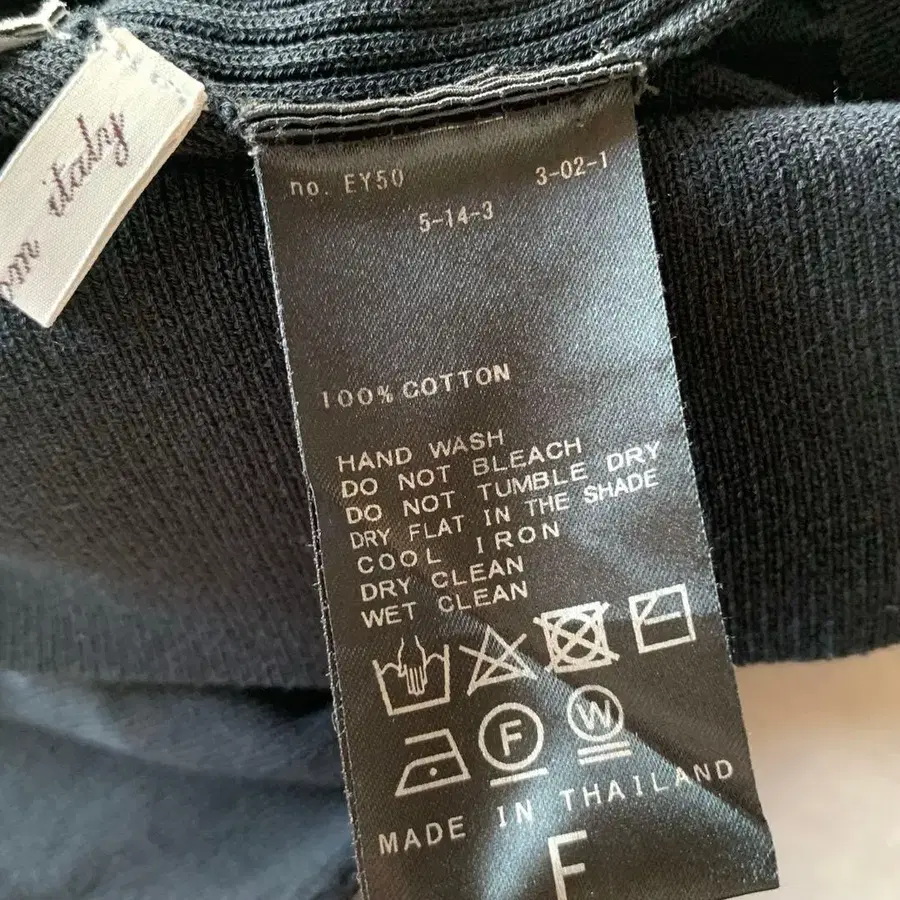 italy
no. EY50 3-02-1
5-14-3
100% COTTON
HAND WASH
DO NOT BLEACH
DO NOT TUMBLE DRY
DRY FLAT IN THE SHADE
COOL IRON
DRY CLEAN
WET CLEAN
F W
MADE IN THAILAND
F